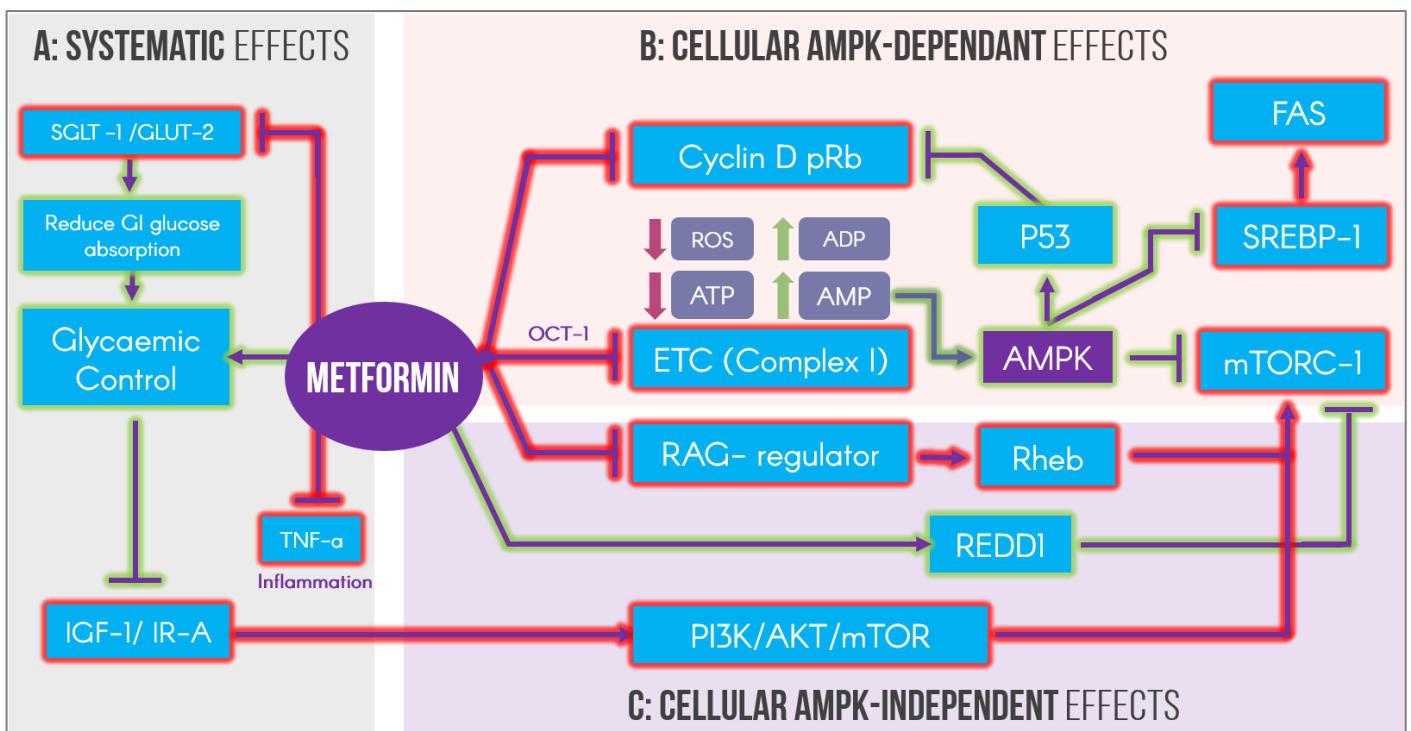 A: SYSTEMATIC EFFECTS
SGLT -1 /GLUT-2
Reduce GI glucose
absorption
Glycaemic
Control
METFORMIN
TNF-a
Inflammation
IGF-1/ IR-A
B: CELLULAR AMPK-DEPENDANT EFFECTS
FAS
Cyclin D pRb
ROS
ADP
P53
SREBP-1
ATP
AMP
OCT-1
ETC (Complex I)
AMPK
mTORC-1
RAG- regulator
Rheb
REDD1
PI3K/AKT/mTOR
C: CELLULAR AMPK-INDEPENDENT EFFECTS